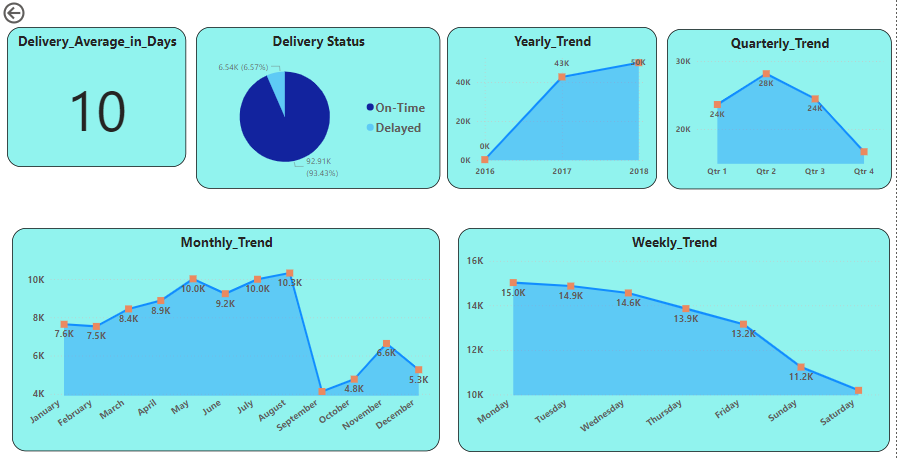 Delivery_Average_in_Days
10
Delivery Status
6.54K (6.57%)
92.91K
(93.43%)
On-Time
Delayed
Yearly_Trend
40K
20K
0K
0K
43K
50K
2016
2017
2018
Quarterly_Trend
30K
20K
24K
28K
24K
Qtr 1
Qtr 2
Qtr 3
Qtr 4
Monthly_Trend
10K
8K
6K
4K
7.6K
7.5K
8.4K
8.9K
10.0K
9.2K
10.0K
10.3K
4.8K
6.6K
5.3K
January
February
March
April
May
June
July
August
September
October
November
December
Weekly_Trend
16K
14K
12K
10K
15.0K
14.9K
14.6K
13.9K
13.2K
11.2K
Monday
Tuesday
Wednesday
Thursday
Friday
Sunday
Saturday